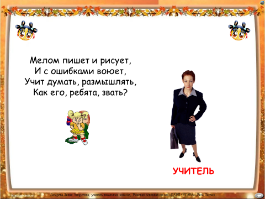 Мелом пишет и рисует,
И с ошибками воюет,
Учит думать, размышлять,
Как его, ребята, звать?
УЧИТЕЛЬ